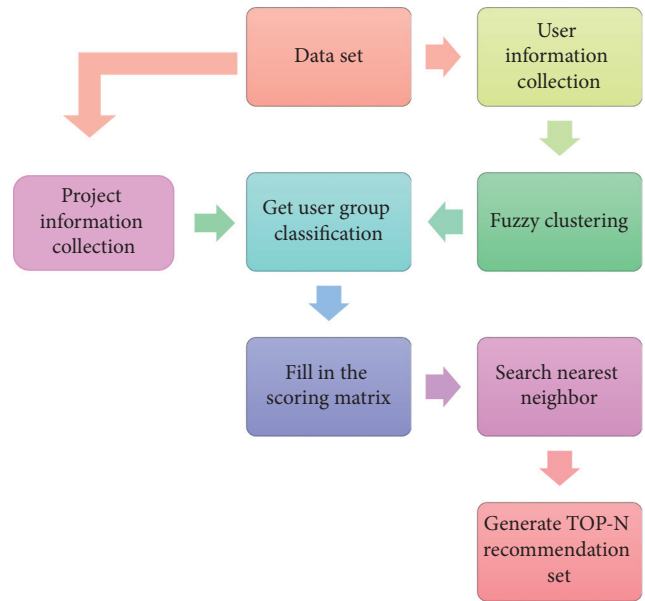 Data set
User
information
collection
Project
information
collection
Get user group
classification
Fuzzy clustering
Fill in the
scoring matrix
Search nearest
neighbor
Generate TOP-N
recommendation
set